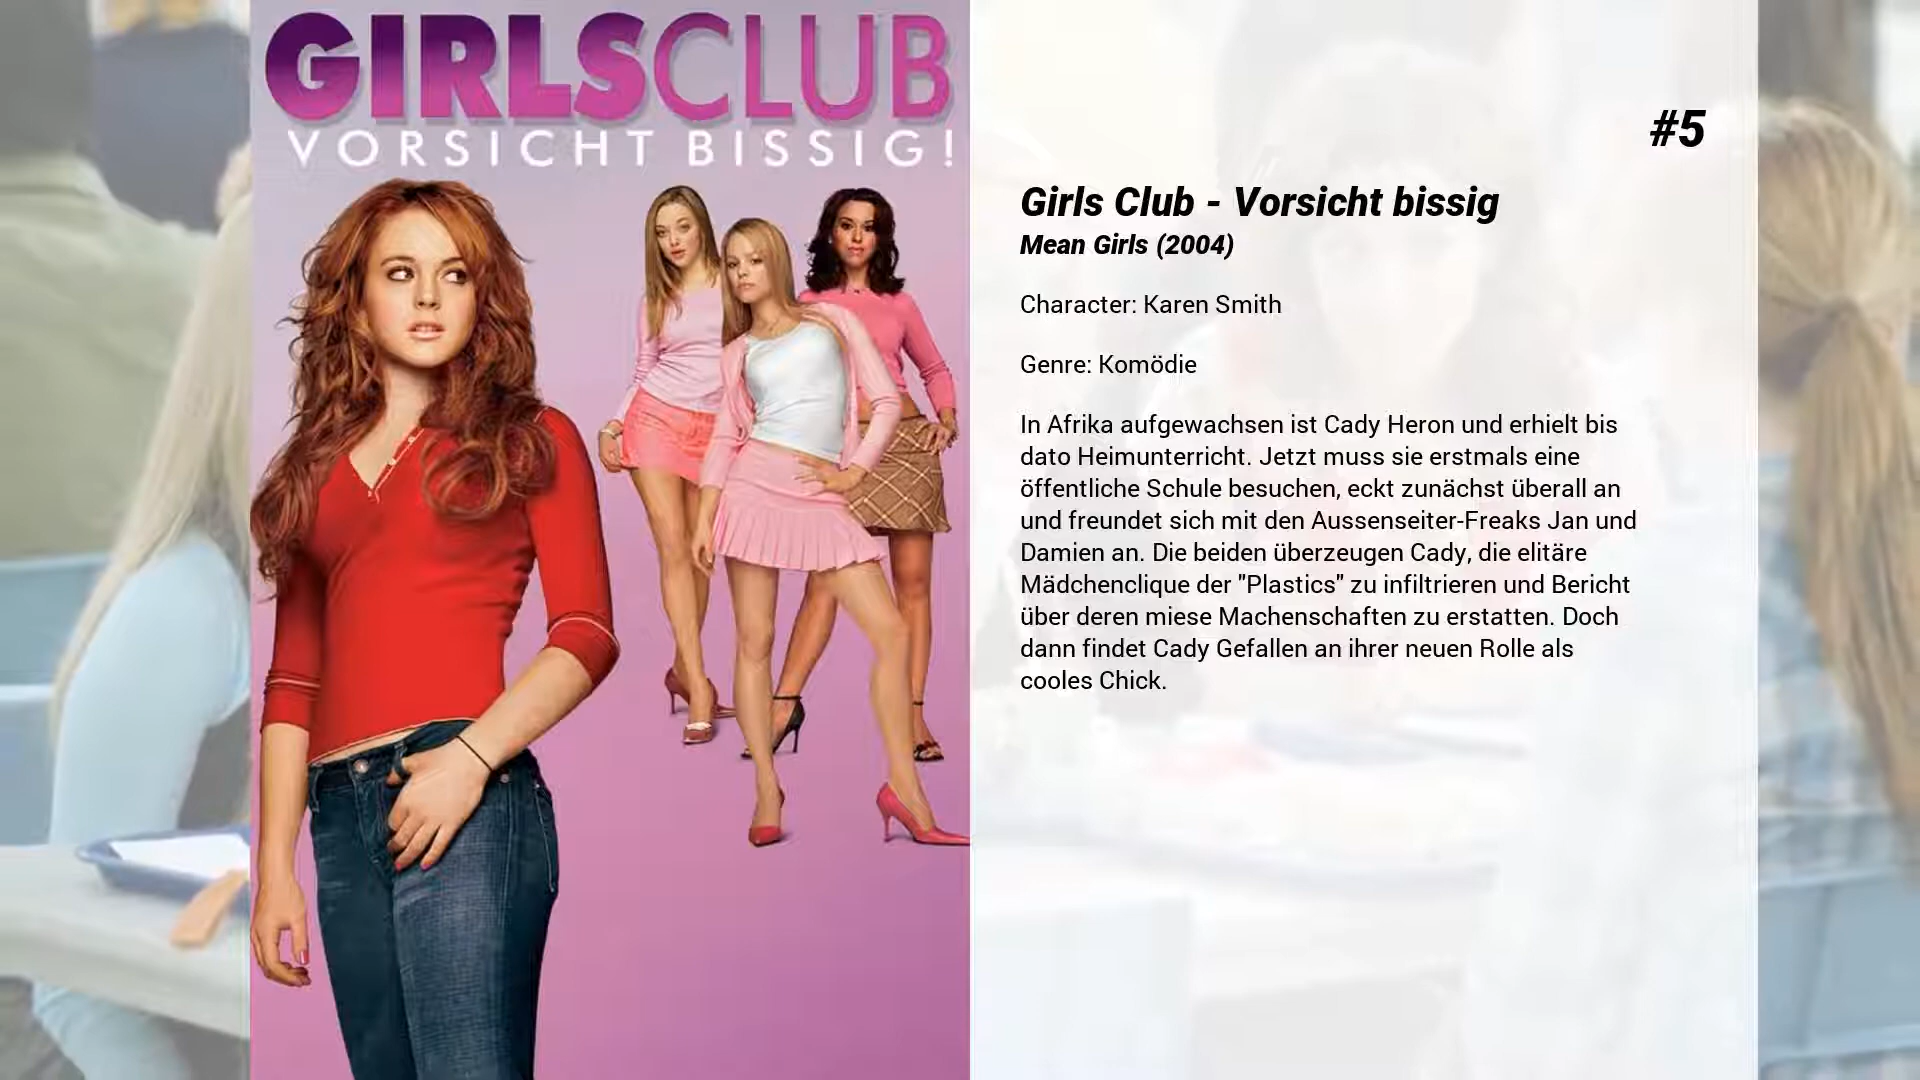 GIRLSCLUB
VORSICHT BISSIG!
#5
Girls Club - Vorsicht bissig
Mean Girls (2004)
Character: Karen Smith
Genre: Komödie
In Afrika aufgewachsen ist Cady Heron und erhielt bis
dato Heimunterricht. Jetzt muss sie erstmals eine
öffentliche Schule besuchen, eckt zunächst überall an
und freundet sich mit den Aussenseiter-Freaks Jan und
Damien an. Die beiden überzeugen Cady, die elitäre
Mädchenclique der "Plastics" zu infiltrieren und Bericht
über deren miese Machenschaften zu erstatten. Doch
dann findet Cady Gefallen an ihrer neuen Rolle als
cooles Chick.